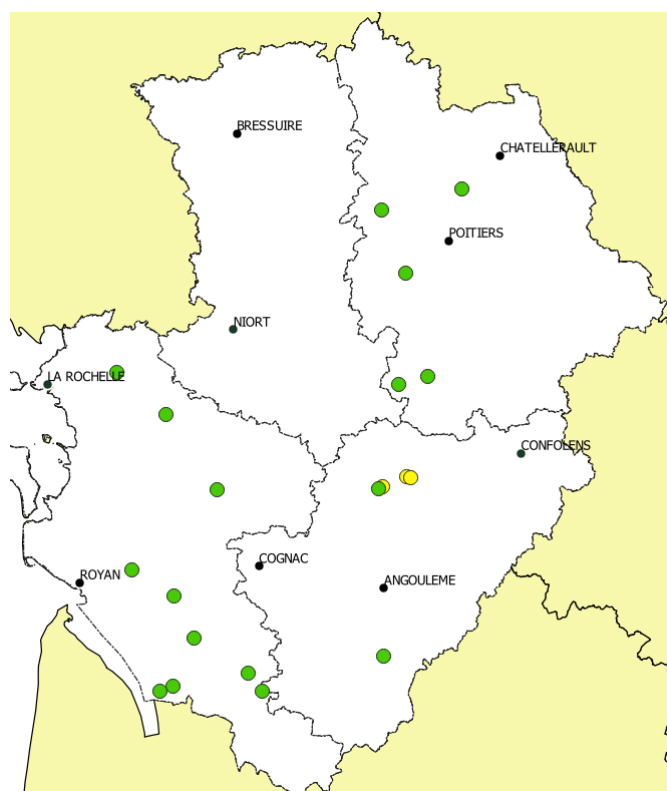 BRESSUIRE
CHATELLERAULT
POITIERS
NIORT
LA ROCHELLE
CONFOLENS
COGNAC
ROYAN
ANGOULEME